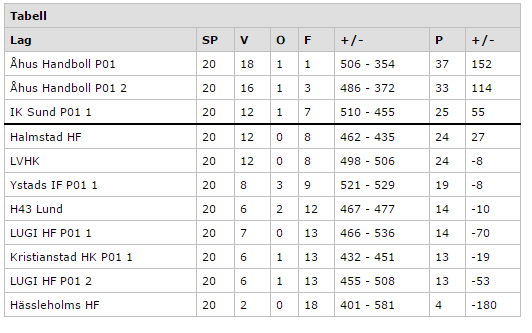 Tabell
Lag SP V O F +/- P +/-
Åhus Handboll P01 20 18 1 1 506 - 354 37 152
Åhus Handboll P01 2 20 16 1 3 486 - 372 33 114
IK Sund P01 1 20 12 1 7 510 - 455 25 55
Halmstad HF 20 12 0 8 462 - 435 24 27
LVHK 20 12 0 8 498 - 506 24 -8
Ystads IF P01 1 20 8 3 9 521 - 529 19 -8
H43 Lund 20 6 2 12 467 - 477 14 -10
LUGI HF P01 1 20 7 0 13 466 - 536 14 -70
Kristianstad HK P01 1 20 6 1 13 432 - 451 13 -19
LUGI HF P01 2 20 6 1 13 455 - 508 13 -53
Hässleholms HF 20 2 0 18 401 - 581 4 -180